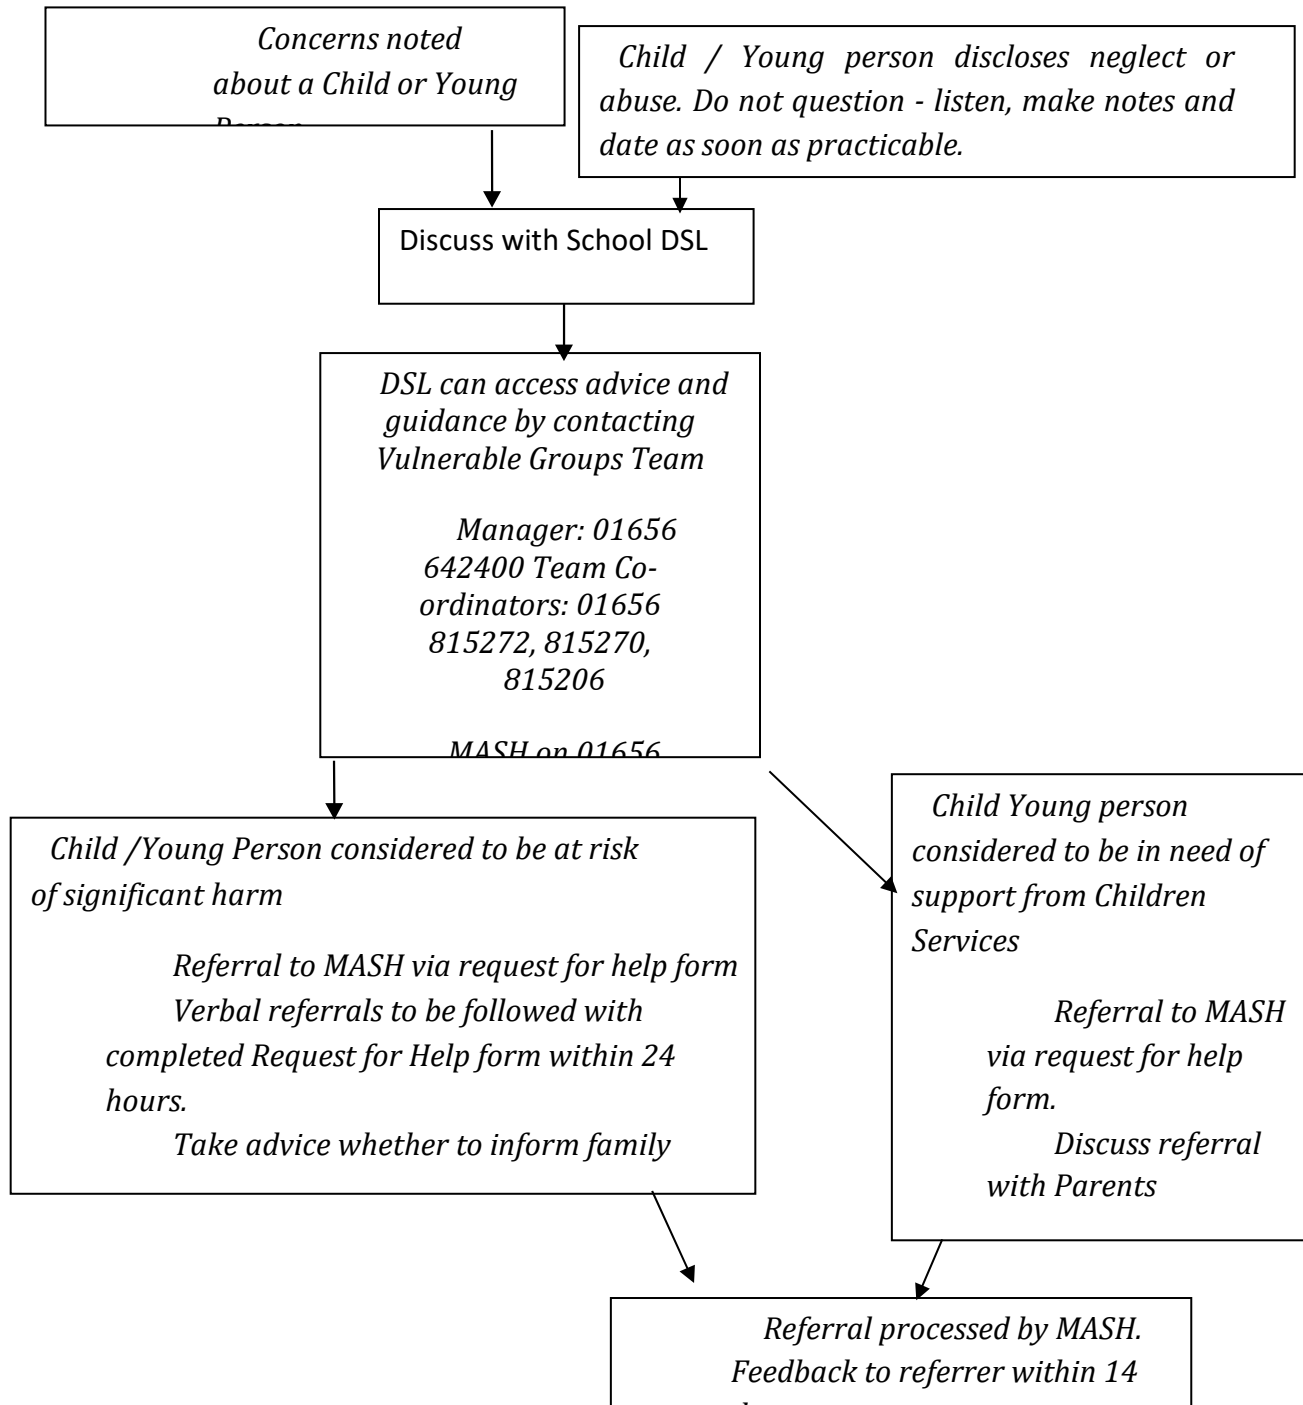 Concerns noted
about a Child or Young
Child / Young person discloses neglect or
abuse. Do not question - listen, make notes and
date as soon as practicable.
Discuss with School DSL
DSL can access advice and
guidance by contacting
Vulnerable Groups Team
Manager: 01656
642400 Team Co-
ordinators: 01656
815272, 815270,
815206
MASH on 01656
Child /Young Person considered to be at risk
of significant harm
Referral to MASH via request for help form
Verbal referrals to be followed with
completed Request for Help form within 24
hours.
Take advice whether to inform family
Child Young person
considered to be in need of
support from Children
Services
Referral to MASH
via request for help
form.
Discuss referral
with Parents
Referral processed by MASH.
Feedback to referrer within 14